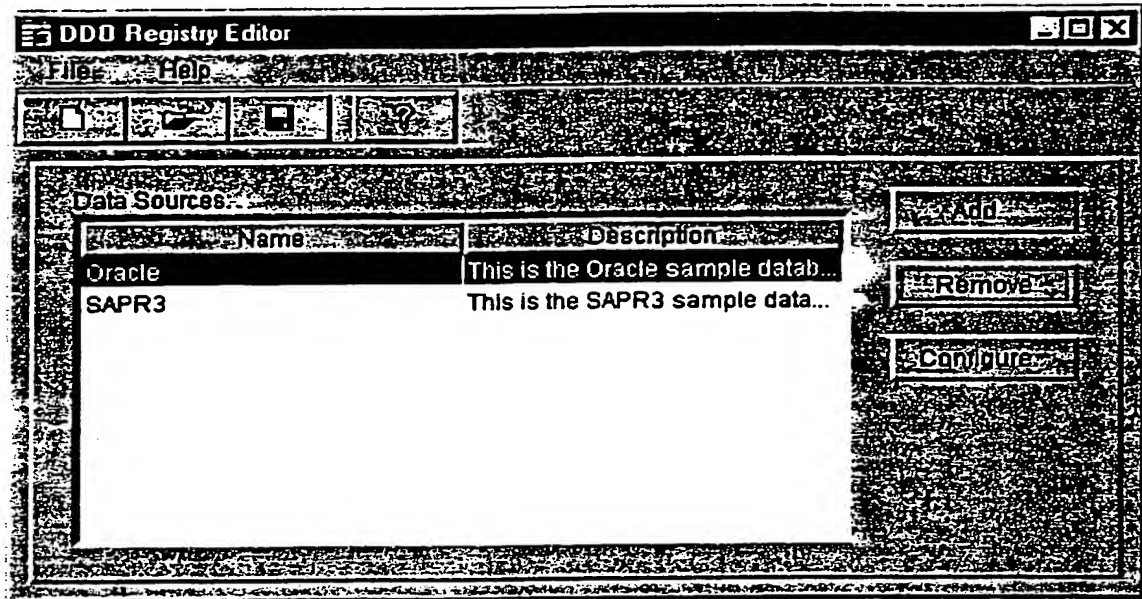 DDO Registry Editor
File Help
?
Data Sources:
Name Description
Oracle This is the Oracle sample datab...
SAPR3 This is the SAPR3 sample data...
Add
Remove
Configure